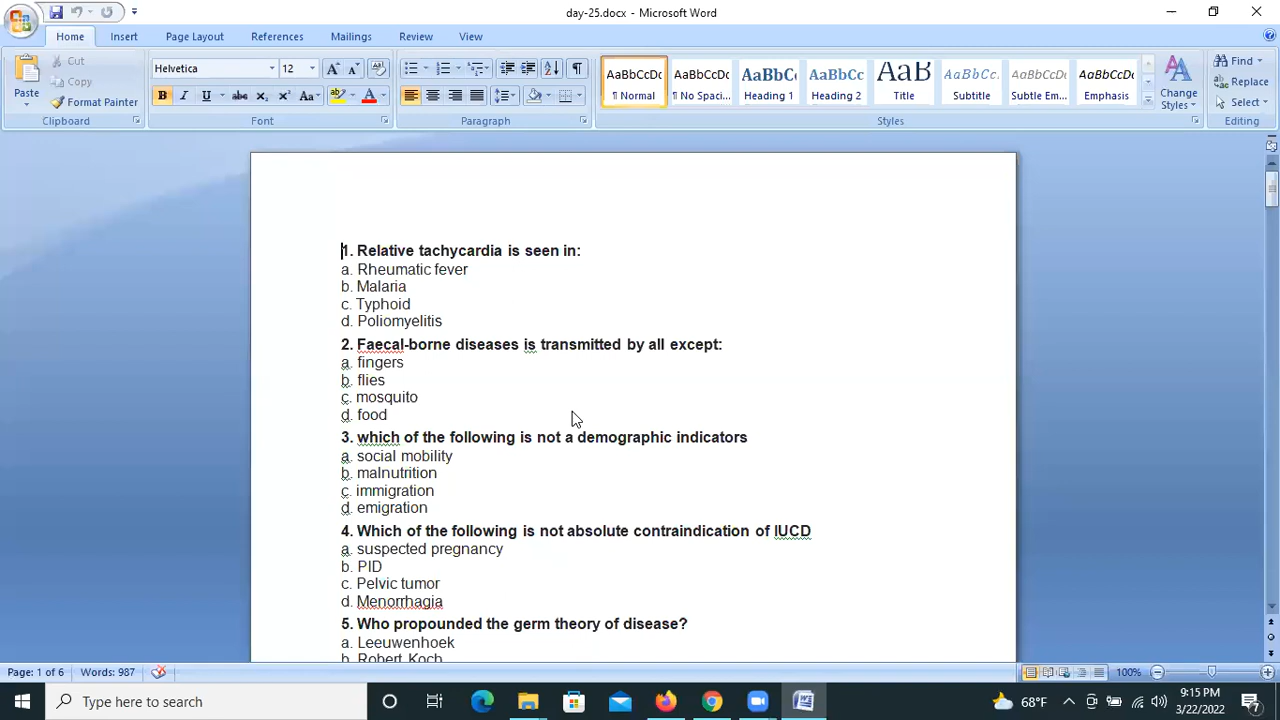 day-25.docx - Microsoft Word
Home Insert Page Layout References Mailings Review View
Paste
Cut
Copy
Format Painter
Clipboard
Helvetica 12
Font
Paragraph
AaBbCcDc AaBbCcDc AaBbC AaBbCc AaB AaBbCc. AaBbCcDc AaBbCcDc
¶ Normal ¶ No Spaci... Heading 1 Heading 2 Title Subtitle Subtle Em... Emphasis
Change Styles
Styles
Find
Replace
Select
Editing
1. Relative tachycardia is seen in:
a. Rheumatic fever
b. Malaria
c. Typhoid
d. Poliomyelitis
2. Faecal-borne diseases is transmitted by all except:
a. fingers
b. flies
c. mosquito
d. food
3. which of the following is not a demographic indicators
a. social mobility
b. malnutrition
c. immigration
d. emigration
4. Which of the following is not absolute contraindication of IUCD
a. suspected pregnancy
b. PID
c. Pelvic tumor
d. Menorrhagia
5. Who propounded the germ theory of disease?
a. Leeuwenhoek
b. Robert Koch
Page: 1 of 6 Words: 987 100%
Type here to search
68°F
9:15 PM
3/22/2022
7